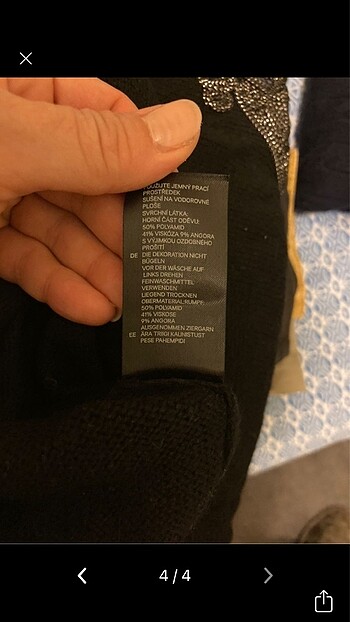 POUŽIJTE JEMNÝ PRACÍ
PROSTŘEDEK
SUŠENÍ NA VODOROVNÉ
PLOŠE
SVRCHNÍ LÁTKA:
HORNÍ ČÁST ODĚVU:
50% POLYAMID
41% VISKÓZA 9% ANGORA
S VÝJIMKOU OZDOBNÉHO
PROŠITÍ
DE DIE DEKORATION NICHT
BÜGELN
VOR DER WÄSCHE AUF
LINKS DREHEN
FEINWASCHMITTEL
VERWENDEN
LIEGEND TROCKNEN
OBERMATERIAL:RUMPF:
50% POLYAMID
41% VISKOSE
9% ANGORA
AUSGENOMMEN ZIERGARN
EE ÄRA TRIIGI KAUNISTUST
PESE PAHEMPIDI
4 / 4